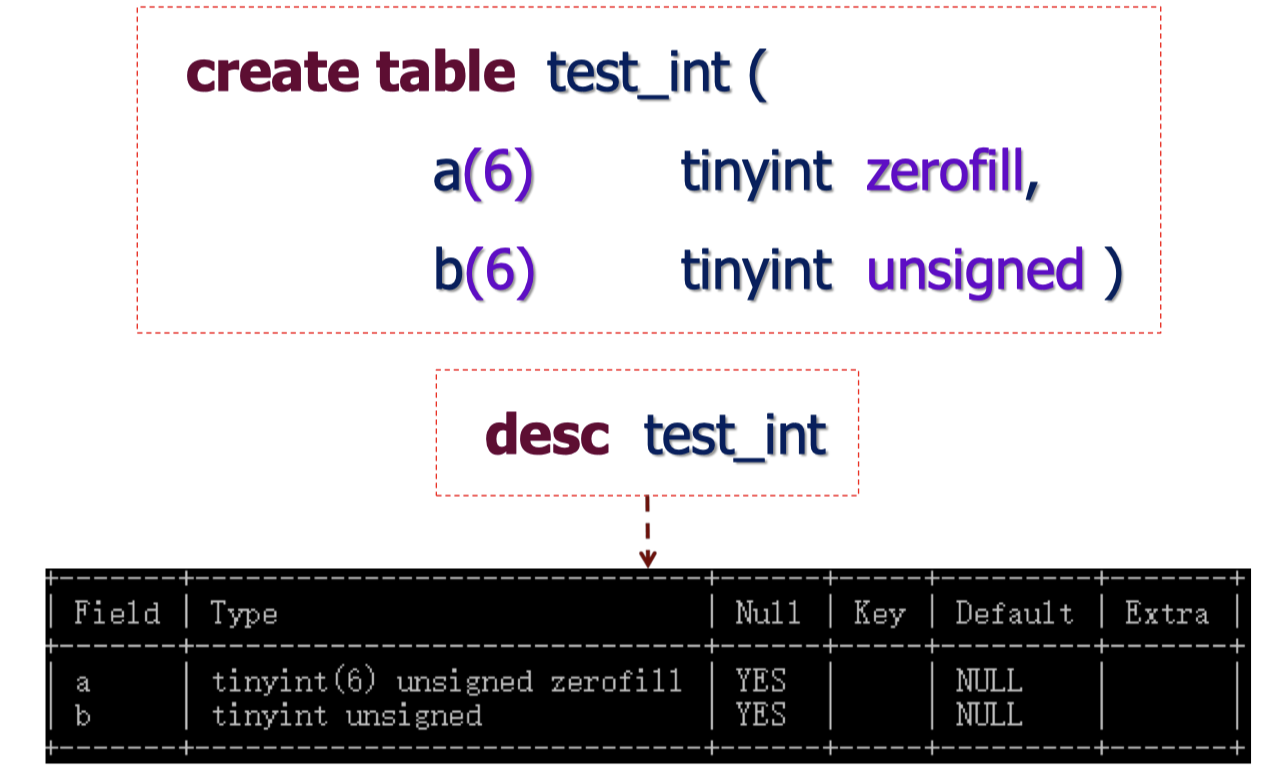 create table test_int (
a(6) tinyint zerofill,
b(6) tinyint unsigned )
desc test_int
+-------+------------------------------+------+-----+---------+-------+
| Field | Type | Null | Key | Default | Extra |
+-------+------------------------------+------+-----+---------+-------+
| a | tinyint(6) unsigned zerofill | YES | | NULL | |
| b | tinyint unsigned | YES | | NULL | |
+-------+------------------------------+------+-----+---------+-------+